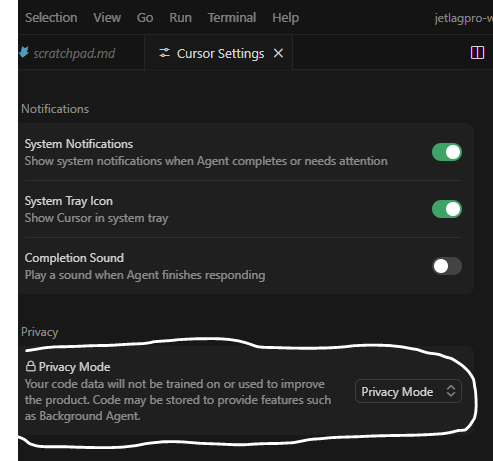 Selection View Go Run Terminal Help jetlagpro-w
scratchpad.md Cursor Settings
Notifications
System Notifications
Show system notifications when Agent completes or needs attention
System Tray Icon
Show Cursor in system tray
Completion Sound
Play a sound when Agent finishes responding
Privacy
Privacy Mode
Your code data will not be trained on or used to improve
the product. Code may be stored to provide features such
as Background Agent.
Privacy Mode